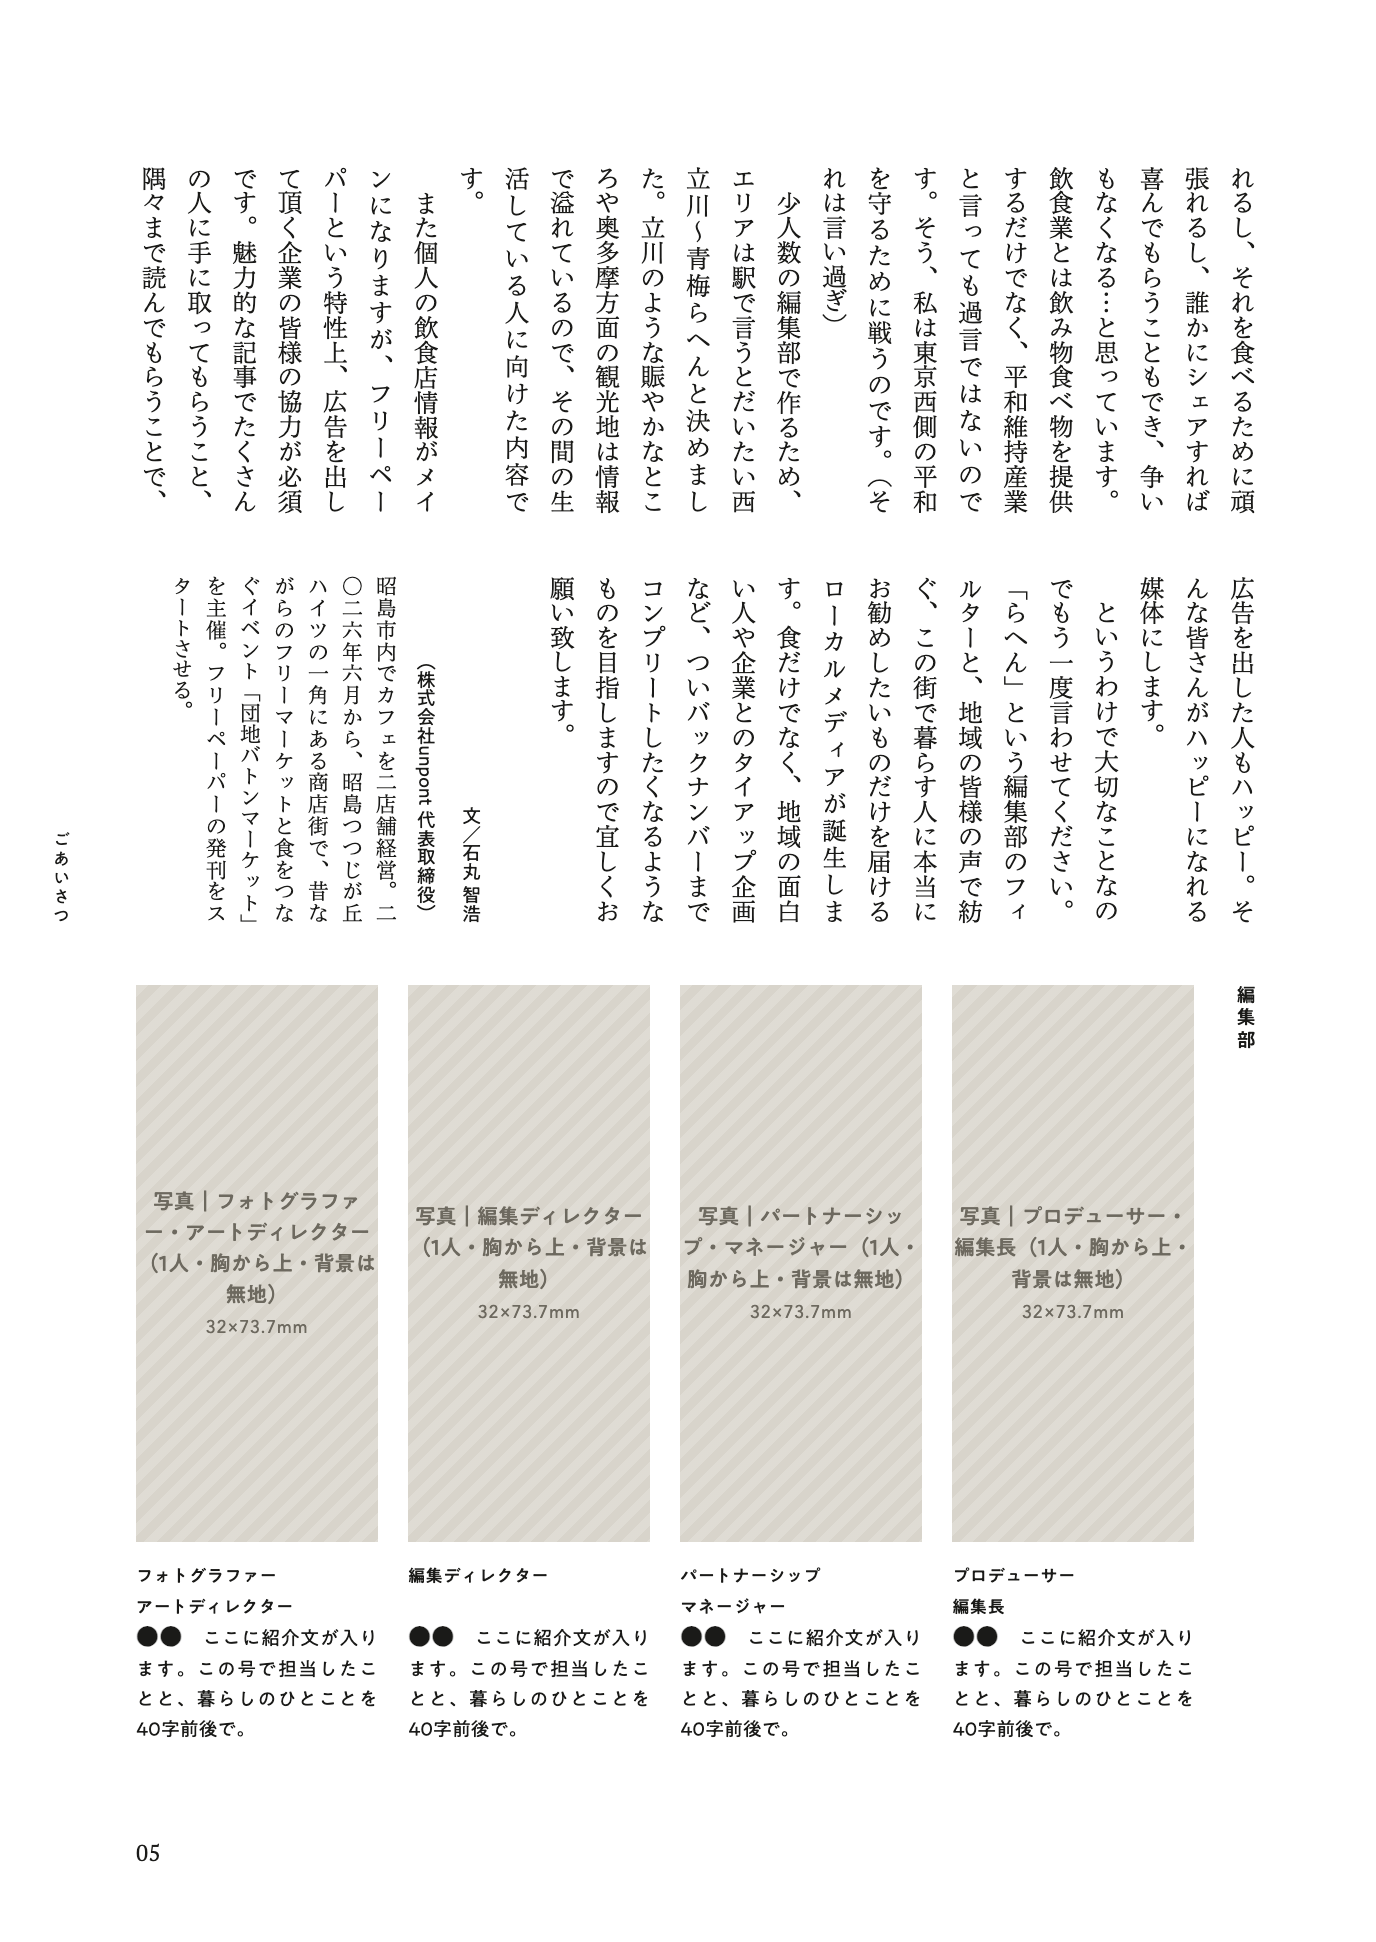 れるし、それを食べるために頑
張れるし、誰かにシェアすれば
喜んでもらうこともでき、争い
もなくなる…と思っています。
飲食業とは飲み物食べ物を提供
するだけでなく、平和維持産業
と言っても過言ではないので
す。そう、私は東京西側の平和
を守るために戦うのです。（そ
れは言い過ぎ）
　少人数の編集部で作るため、
エリアは駅で言うとだいたい西
立川〜青梅らへんと決めまし
た。立川のような賑やかなとこ
ろや奥多摩方面の観光地は情報
で溢れているので、その間の生
活している人に向けた内容で
す。
　また個人の飲食店情報がメイ
ンになりますが、フリーペー
パーという特性上、広告を出し
て頂く企業の皆様の協力が必須
です。魅力的な記事でたくさん
の人に手に取ってもらうこと、
隅々まで読んでもらうことで、
広告を出した人もハッピー。そ
んな皆さんがハッピーになれる
媒体にします。
　というわけで大切なことなの
でもう一度言わせてください。
「らへん」という編集部のフィ
ルターと、地域の皆様の声で紡
ぐ、この街で暮らす人に本当に
お勧めしたいものだけを届ける
ローカルメディアが誕生しま
す。食だけでなく、地域の面白
い人や企業とのタイアップ企画
など、ついバックナンバーまで
コンプリートしたくなるような
ものを目指しますので宜しくお
願い致します。
文／石丸 智浩
（株式会社unpont 代表取締役）
昭島市内でカフェを二店舗経営。二
〇二六年六月から、昭島つつじが丘
ハイツの一角にある商店街で、昔な
がらのフリーマーケットと食をつな
ぐイベント「団地バトンマーケット」
を主催。フリーペーパーの発刊をス
タートさせる。
ごあいさつ
編集部
写真｜プロデューサー・
編集長（1人・胸から上・
背景は無地）
32×73.7mm
プロデューサー
編集長
●●　ここに紹介文が入り
ます。この号で担当したこ
とと、暮らしのひとことを
40字前後で。
写真｜パートナーシッ
プ・マネージャー（1人・
胸から上・背景は無地）
32×73.7mm
パートナーシップ
マネージャー
●●　ここに紹介文が入り
ます。この号で担当したこ
とと、暮らしのひとことを
40字前後で。
写真｜編集ディレクター
（1人・胸から上・背景は
無地）
32×73.7mm
編集ディレクター
●●　ここに紹介文が入り
ます。この号で担当したこ
とと、暮らしのひとことを
40字前後で。
写真｜フォトグラファ
ー・アートディレクター
（1人・胸から上・背景は
無地）
32×73.7mm
フォトグラファー
アートディレクター
●●　ここに紹介文が入り
ます。この号で担当したこ
とと、暮らしのひとことを
40字前後で。
05